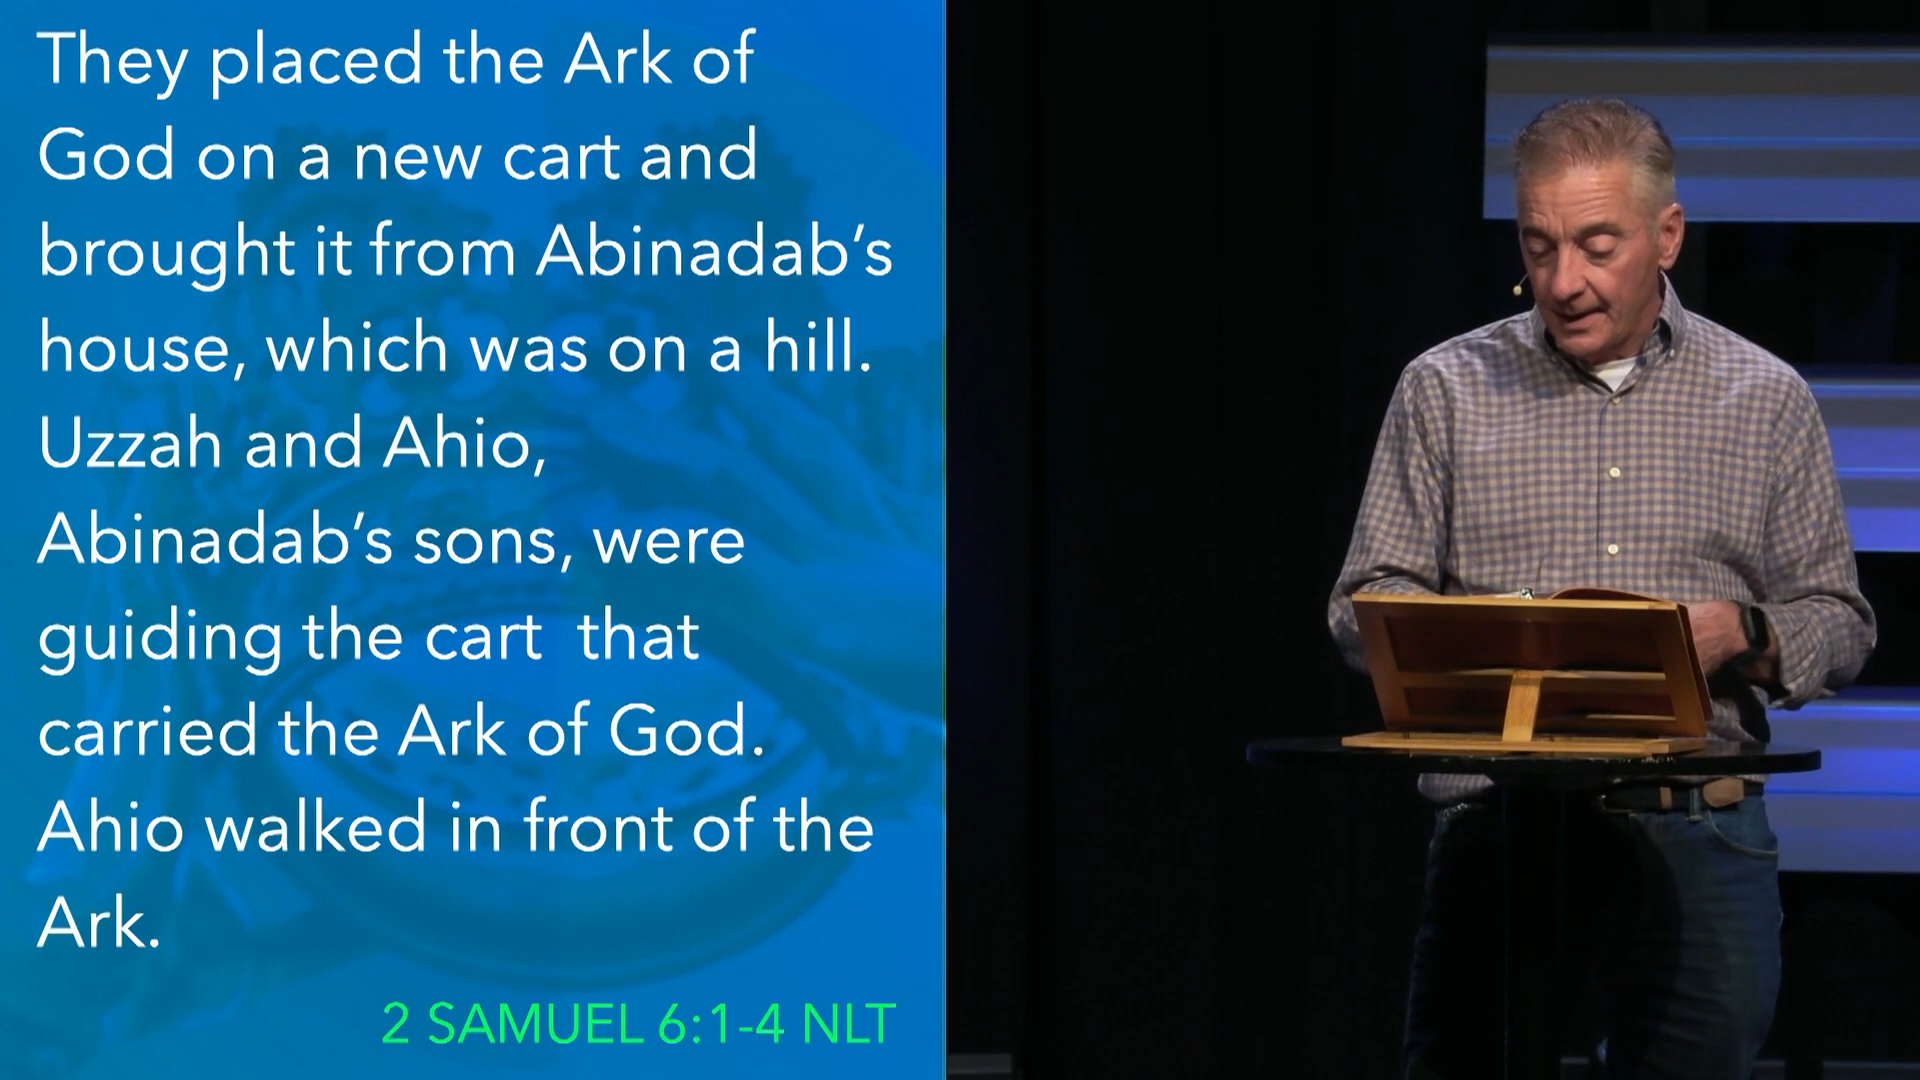 They placed the Ark of
God on a new cart and
brought it from Abinadab’s
house, which was on a hill.
Uzzah and Ahio,
Abinadab’s sons, were
guiding the cart  that
carried the Ark of God.
Ahio walked in front of the
Ark.
2 SAMUEL 6:1-4 NLT